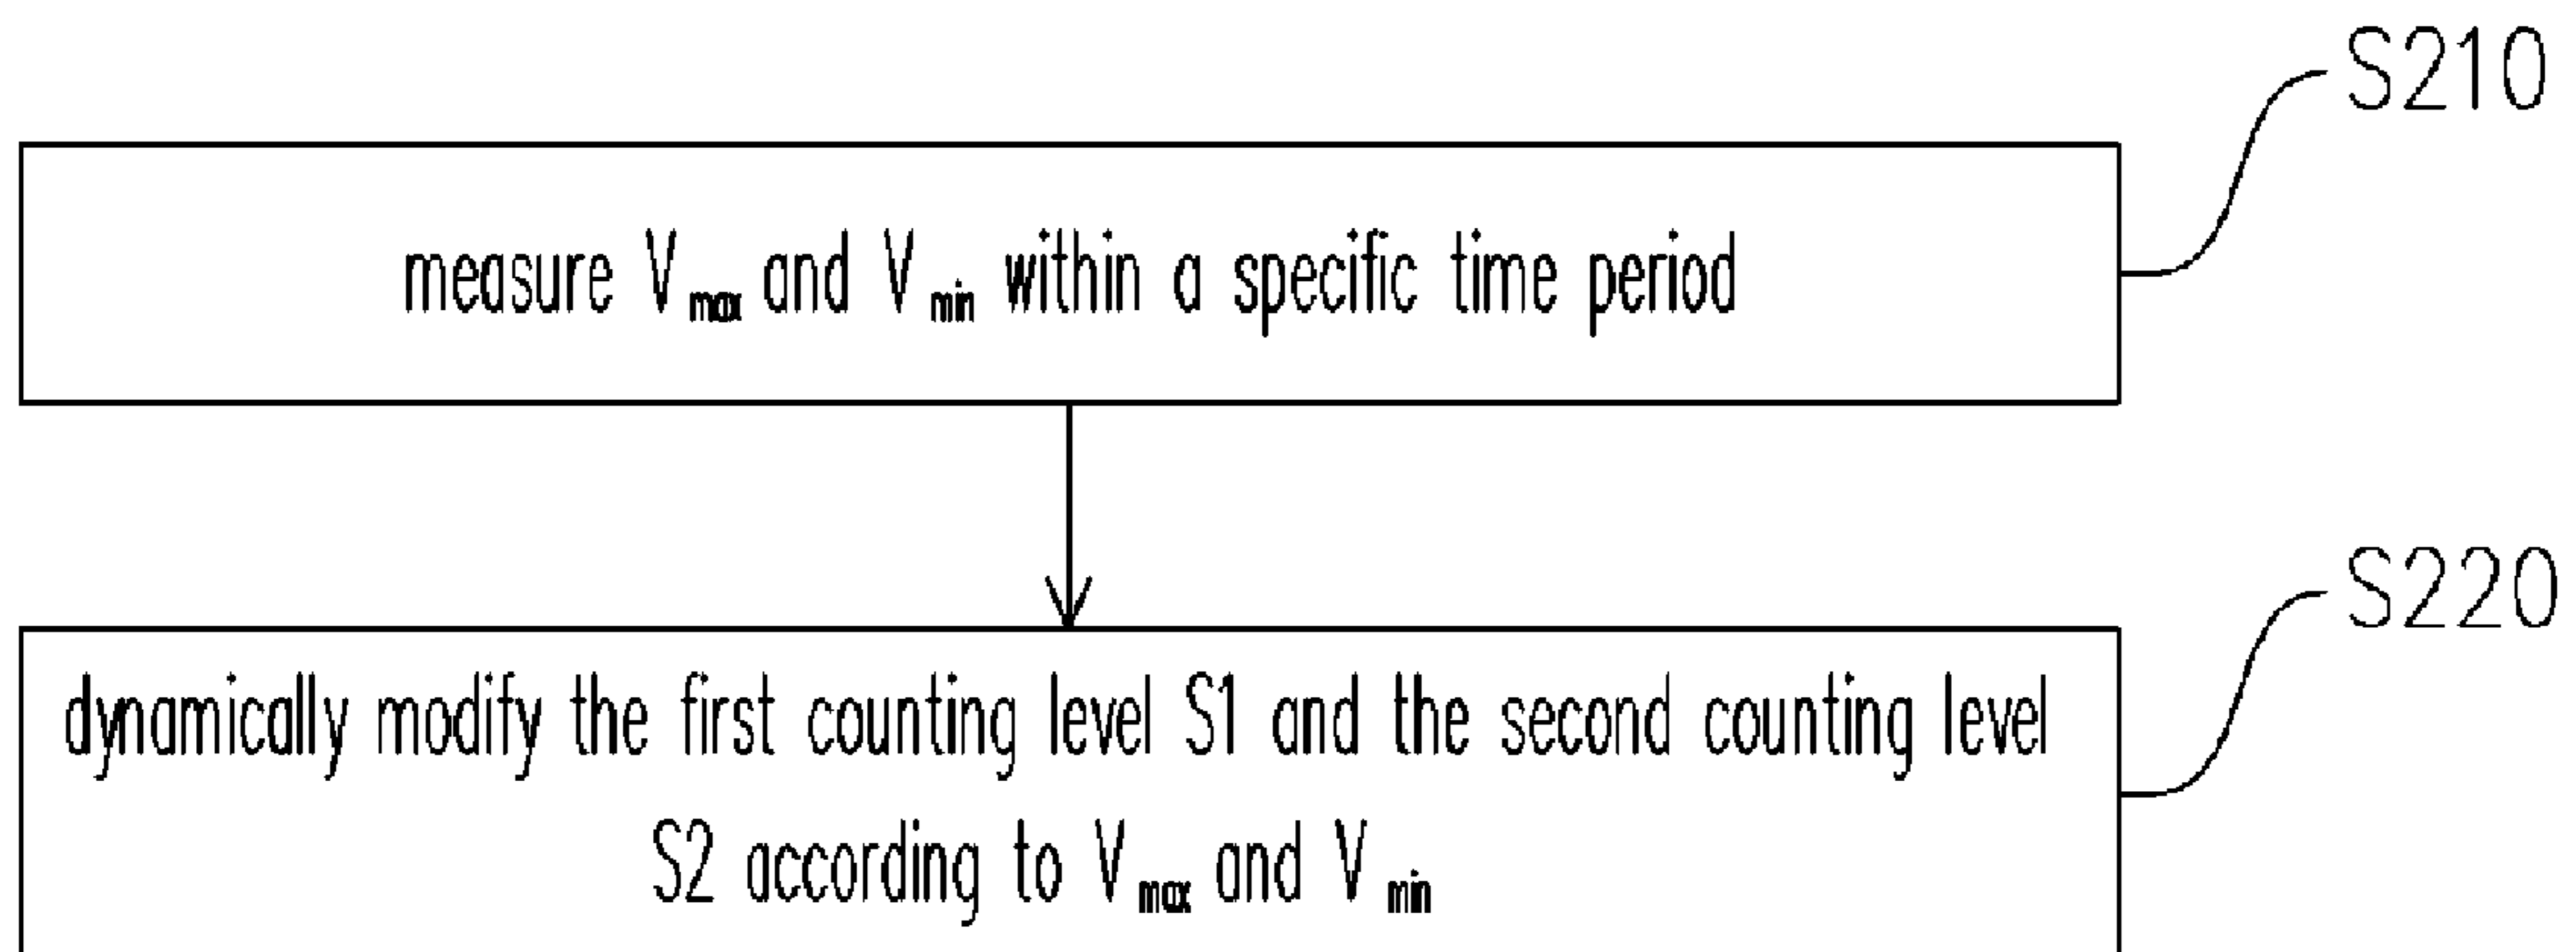 S210
measure Vmax and Vmin within a specific time period
S220
dynamically modify the first counting level S1 and the second counting level
S2 according to Vmax and Vmin